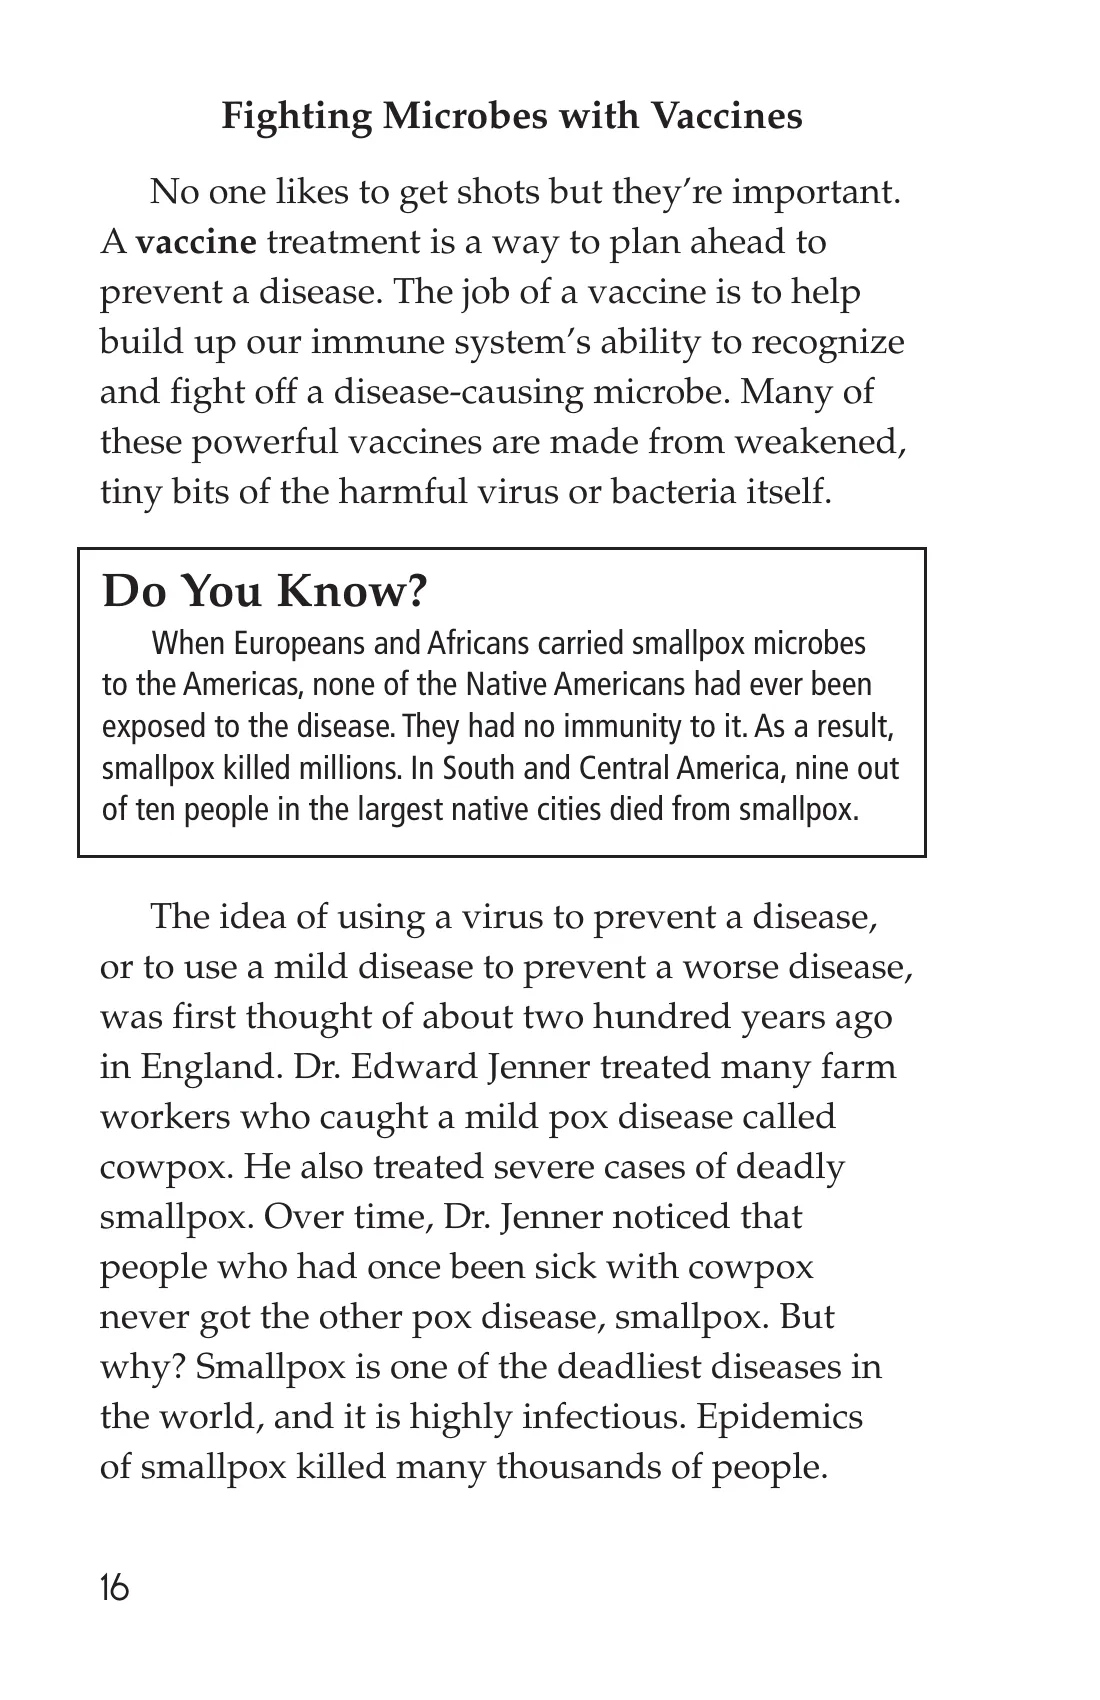 Fighting Microbes with Vaccines
No one likes to get shots but they’re important.
A vaccine treatment is a way to plan ahead to
prevent a disease. The job of a vaccine is to help
build up our immune system’s ability to recognize
and fight off a disease-causing microbe. Many of
these powerful vaccines are made from weakened,
tiny bits of the harmful virus or bacteria itself.
Do You Know?
When Europeans and Africans carried smallpox microbes
to the Americas, none of the Native Americans had ever been
exposed to the disease. They had no immunity to it. As a result,
smallpox killed millions. In South and Central America, nine out
of ten people in the largest native cities died from smallpox.
The idea of using a virus to prevent a disease,
or to use a mild disease to prevent a worse disease,
was first thought of about two hundred years ago
in England. Dr. Edward Jenner treated many farm
workers who caught a mild pox disease called
cowpox. He also treated severe cases of deadly
smallpox. Over time, Dr. Jenner noticed that
people who had once been sick with cowpox
never got the other pox disease, smallpox. But
why? Smallpox is one of the deadliest diseases in
the world, and it is highly infectious. Epidemics
of smallpox killed many thousands of people.
16